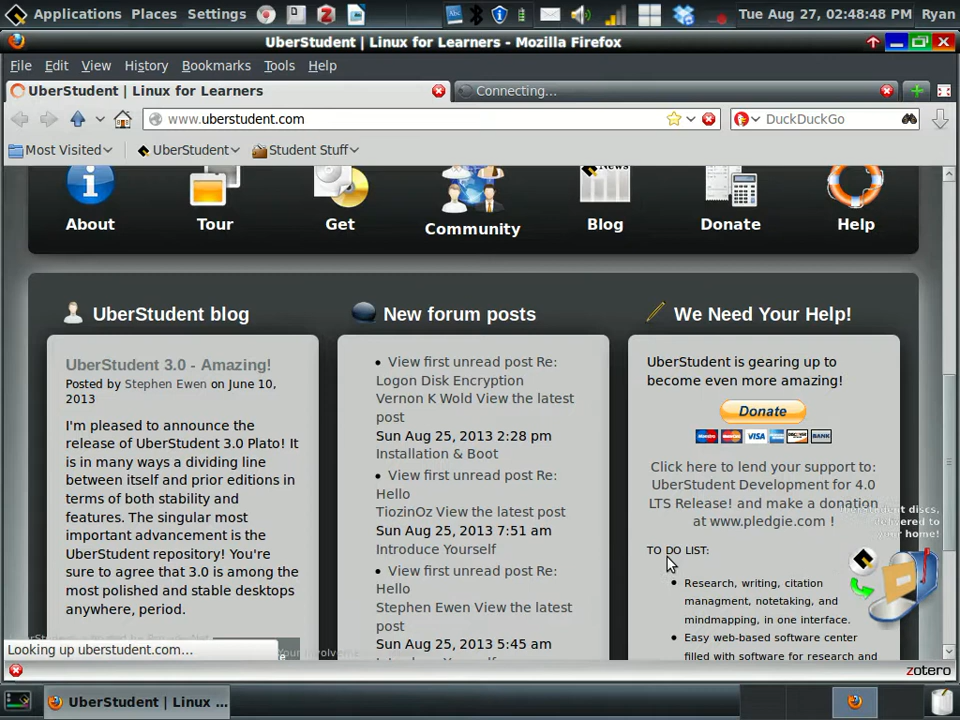 Applications Places Settings Tue Aug 27, 02:48:48 PM Ryan
UberStudent | Linux for Learners - Mozilla Firefox
File Edit View History Bookmarks Tools Help
UberStudent | Linux for Learners Connecting...
www.uberstudent.com DuckDuckGo
Most Visited UberStudent Student Stuff
News
About Tour Get Community Blog Donate Help
UberStudent blog
UberStudent 3.0 - Amazing!
Posted by Stephen Ewen on June 10,
2013
I'm pleased to announce the
release of UberStudent 3.0 Plato! It
is in many ways a dividing line
between itself and prior editions in
terms of both stability and
features. The singular most
important advancement is the
UberStudent repository! You're
sure to agree that 3.0 is among the
most polished and stable desktops
anywhere, period.
New forum posts
• View first unread post Re:
Logon Disk Encryption
Vernon K Wold View the latest
post
Sun Aug 25, 2013 2:28 pm
Installation & Boot
• View first unread post Re:
Hello
TiozinOz View the latest post
Sun Aug 25, 2013 7:51 am
Introduce Yourself
• View first unread post Re:
Hello
Stephen Ewen View the latest
post
Sun Aug 25, 2013 5:45 am
We Need Your Help!
UberStudent is gearing up to
become even more amazing!
Donate
VISA BANK
Click here to lend your support to:
UberStudent Development for 4.0
LTS Release! and make a donation
at www.pledgie.com !
UberStudent discs,
delivered to
your home!
TO DO LIST:
• Research, writing, citation
managment, notetaking, and
mindmapping, in one interface.
• Easy web-based software center
filled with software for research and
Looking up uberstudent.com...
zotero
UberStudent | Linux ...